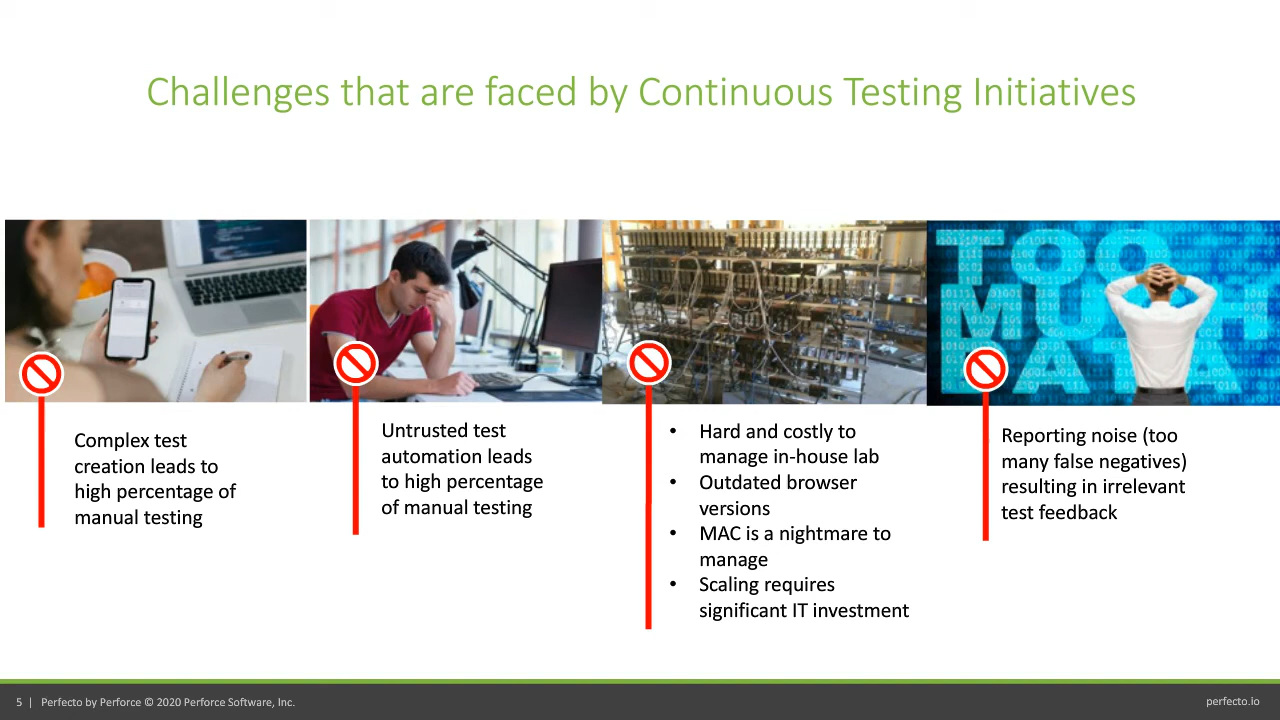 Challenges that are faced by Continuous Testing Initiatives
TOO
MU
ATA
Complex test
creation leads to
high percentage of
manual testing
Untrusted test
automation leads
to high percentage
of manual testing
• Hard and costly to
manage in-house lab
• Outdated browser
versions
• MAC is a nightmare to
manage
• Scaling requires
significant IT investment
Reporting noise (too
many false negatives)
resulting in irrelevant
test feedback
5 | Perfecto by Perforce © 2020 Perforce Software, Inc.
perfecto.io